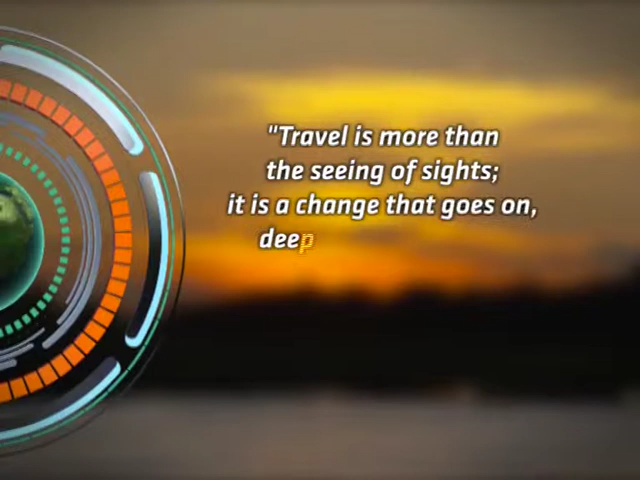 "Travel is more than
the seeing of sights;
it is a change that goes on,
deep